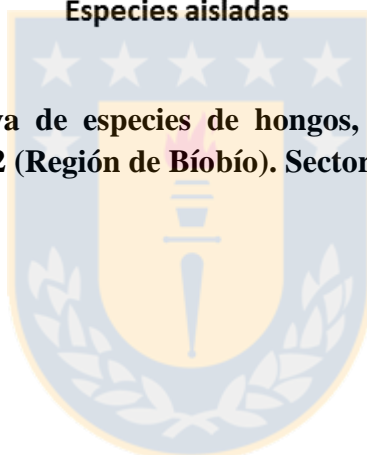 Especies aisladas
va de especies de hongos,
2 (Región de Bíobío). Sector